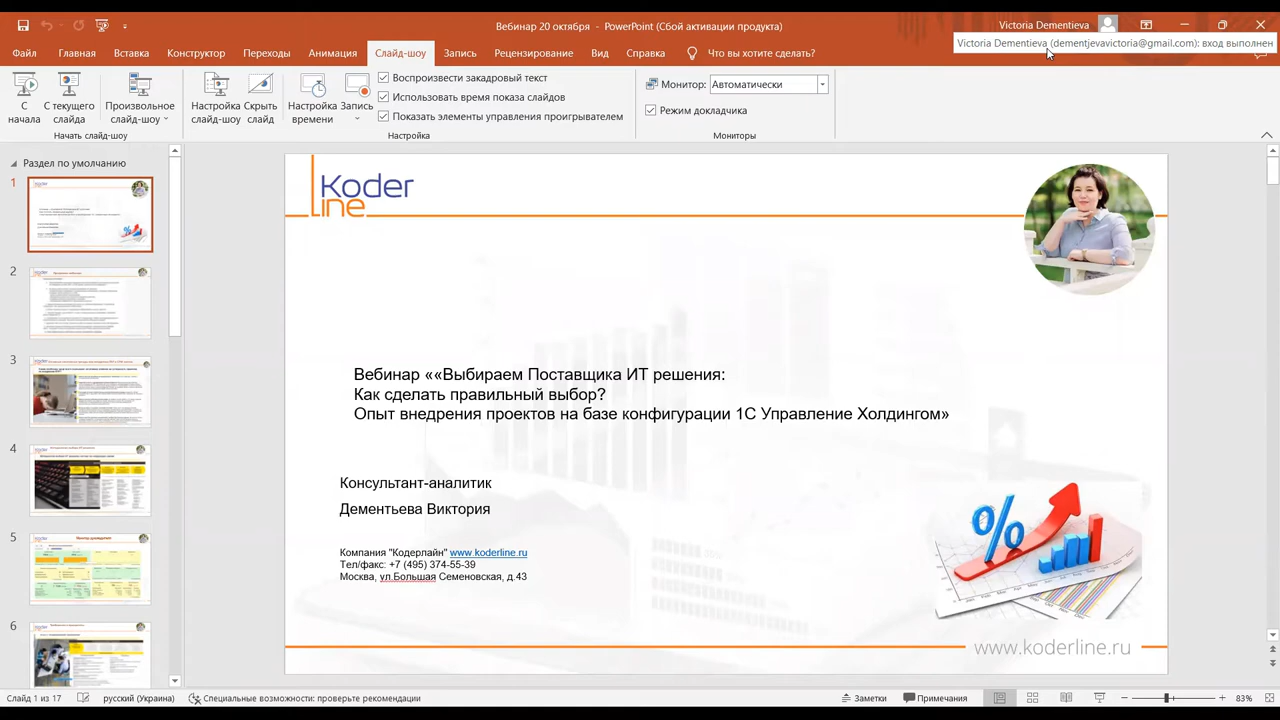 Вебинар 20 октября - PowerPoint (Сбой активации продукта)
Victoria Dementieva
Файл Главная Вставка Конструктор Переходы Анимация Слайд-шоу Запись Рецензирование Вид Справка Что вы хотите сделать?
Victoria Dementieva (dementjevavictoria@gmail.com): вход выполнен
С начала
С текущего слайда
Произвольное слайд-шоу
Начать слайд-шоу
Настройка слайд-шоу
Скрыть слайд
Настройка времени
Запись
Воспроизвести закадровый текст
Использовать время показа слайдов
Показать элементы управления проигрывателем
Настройка
Монитор: Автоматически
Режим докладчика
Мониторы
Раздел по умолчанию
1
2
3
4
5
6
Koder
line
Вебинар ««Выбираем Поставщика ИТ решения:
Как сделать правильный выбор?
Опыт внедрения проектов на базе конфигурации 1С Управление Холдингом»
Консультант-аналитик
Дементьева Виктория
Компания "Кодерлайн" www.koderline.ru
Тел/факс: +7 (495) 374-55-39
Москва, ул.Большая Семеновская, д.43
%
www.koderline.ru
Слайд 1 из 17 русский (Украина) Специальные возможности: проверьте рекомендации Заметки Примечания 83%